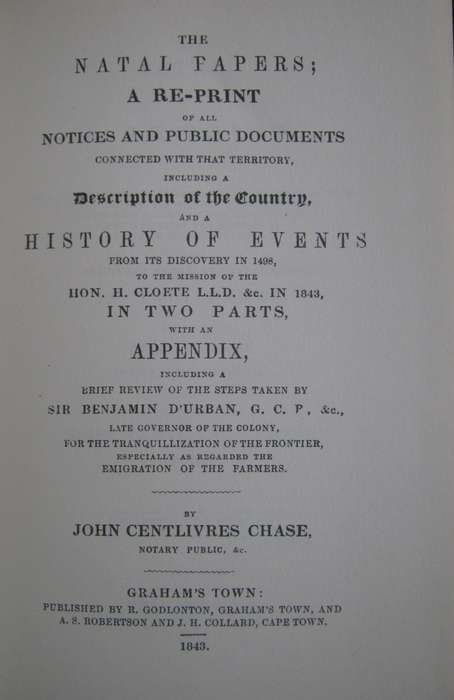 THE
NATAL PAPERS;
A RE-PRINT
OF ALL
NOTICES AND PUBLIC DOCUMENTS
CONNECTED WITH THAT TERRITORY,
INCLUDING A
Description of the Country,
AND A
HISTORY OF EVENTS
FROM ITS DISCOVERY IN 1498,
TO THE MISSION OF THE
HON. H. CLOETE L.L.D. &c. IN 1843,
IN TWO PARTS,
WITH AN
APPENDIX,
INCLUDING A
BRIEF REVIEW OF THE STEPS TAKEN BY
SIR BENJAMIN D'URBAN, G. C. P, &c.,
LATE GOVERNOR OF THE COLONY,
FOR THE TRANQUILLIZATION OF THE FRONTIER,
ESPECIALLY AS REGARDED THE
EMIGRATION OF THE FARMERS.
BY
JOHN CENTLIVRES CHASE,
NOTARY PUBLIC, &c.
GRAHAM'S TOWN:
PUBLISHED BY R. GODLONTON, GRAHAM'S TOWN, AND
A. S. ROBERTSON AND J. H. COLLARD, CAPE TOWN.
1843.